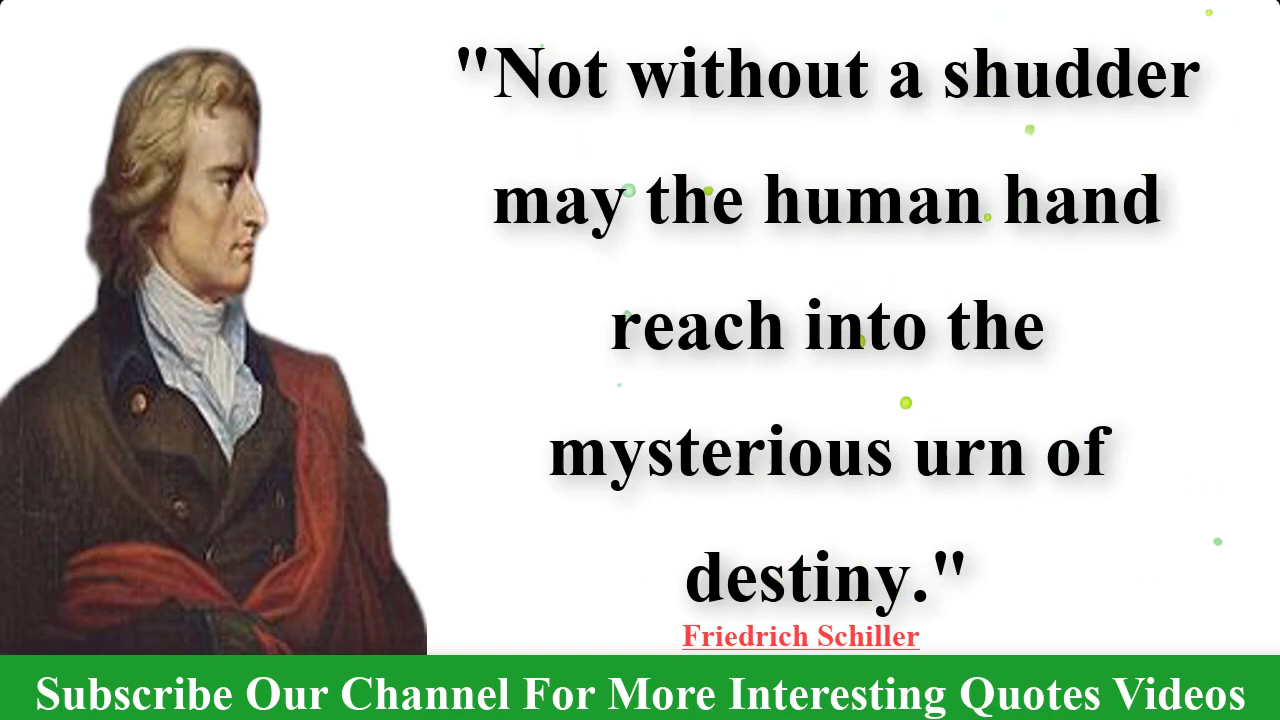 "Not without a shudder
may the human hand
reach into the
mysterious urn of
destiny."
Friedrich Schiller
Subscribe Our Channel For More Interesting Quotes Videos